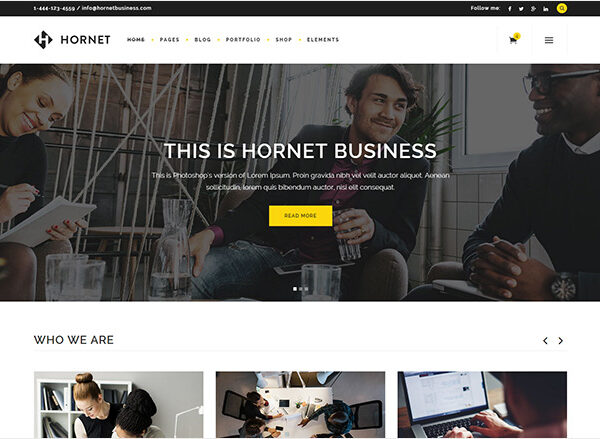 1-444-123-4559 / info@hornetbusiness.com
Follow me:
HORNET
HOME PAGES BLOG PORTFOLIO SHOP ELEMENTS
THIS IS HORNET BUSINESS
This is Photoshop's version of Lorem Ipsum. Proin gravida nibh vel velit auctor aliquet. Aenean
sollicitudin, lorem quis bibendum auctor, nisi elit consequat.
READ MORE
WHO WE ARE